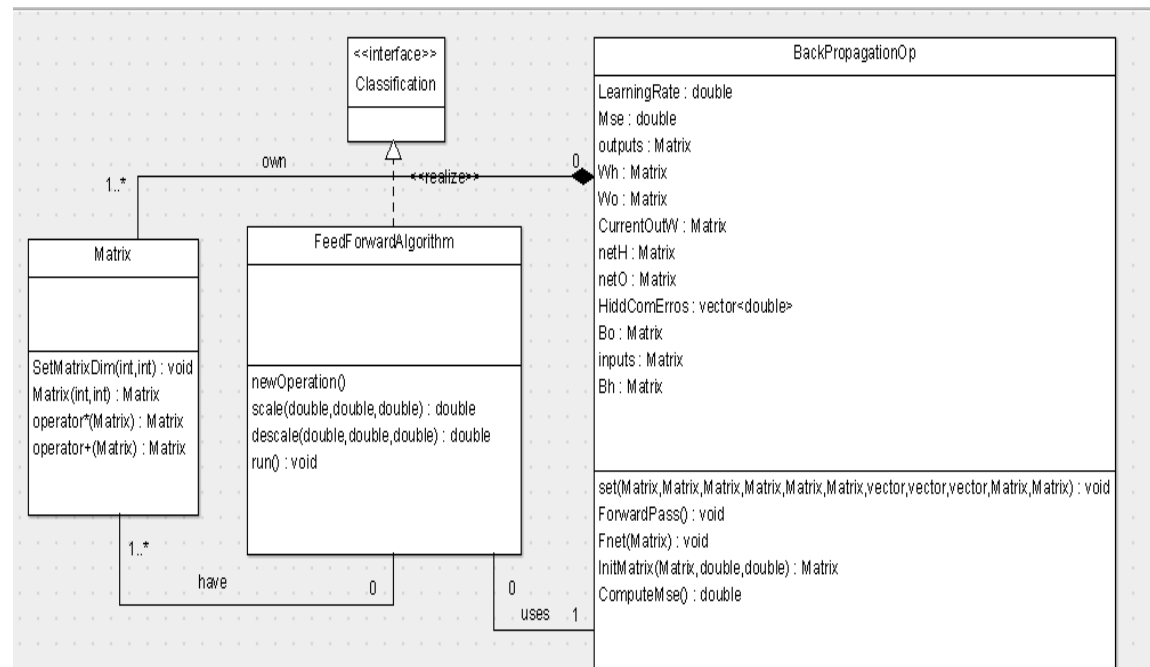 <<interface>>
Classification
BackPropagationOp
LearningRate : double
Mse : double
outputs : Matrix
Wh : Matrix
Wo : Matrix
CurrentOutW : Matrix
netH : Matrix
netO : Matrix
HiddComErros : vector<double>
Bo : Matrix
inputs : Matrix
Bh : Matrix
set(Matrix,Matrix,Matrix,Matrix,Matrix,Matrix,vector,vector,vector,Matrix,Matrix) : void
ForwardPass() : void
Fnet(Matrix) : void
InitMatrix(Matrix,double,double) : Matrix
ComputeMse() : double
own
0
1..*
<<realize>>
Matrix
SetMatrixDim(int,int) : void
Matrix(int,int) : Matrix
operator*(Matrix) : Matrix
operator+(Matrix) : Matrix
FeedForwardAlgorithm
newOperation()
scale(double,double,double) : double
descale(double,double,double) : double
run() : void
1..*
have
0
0
uses
1